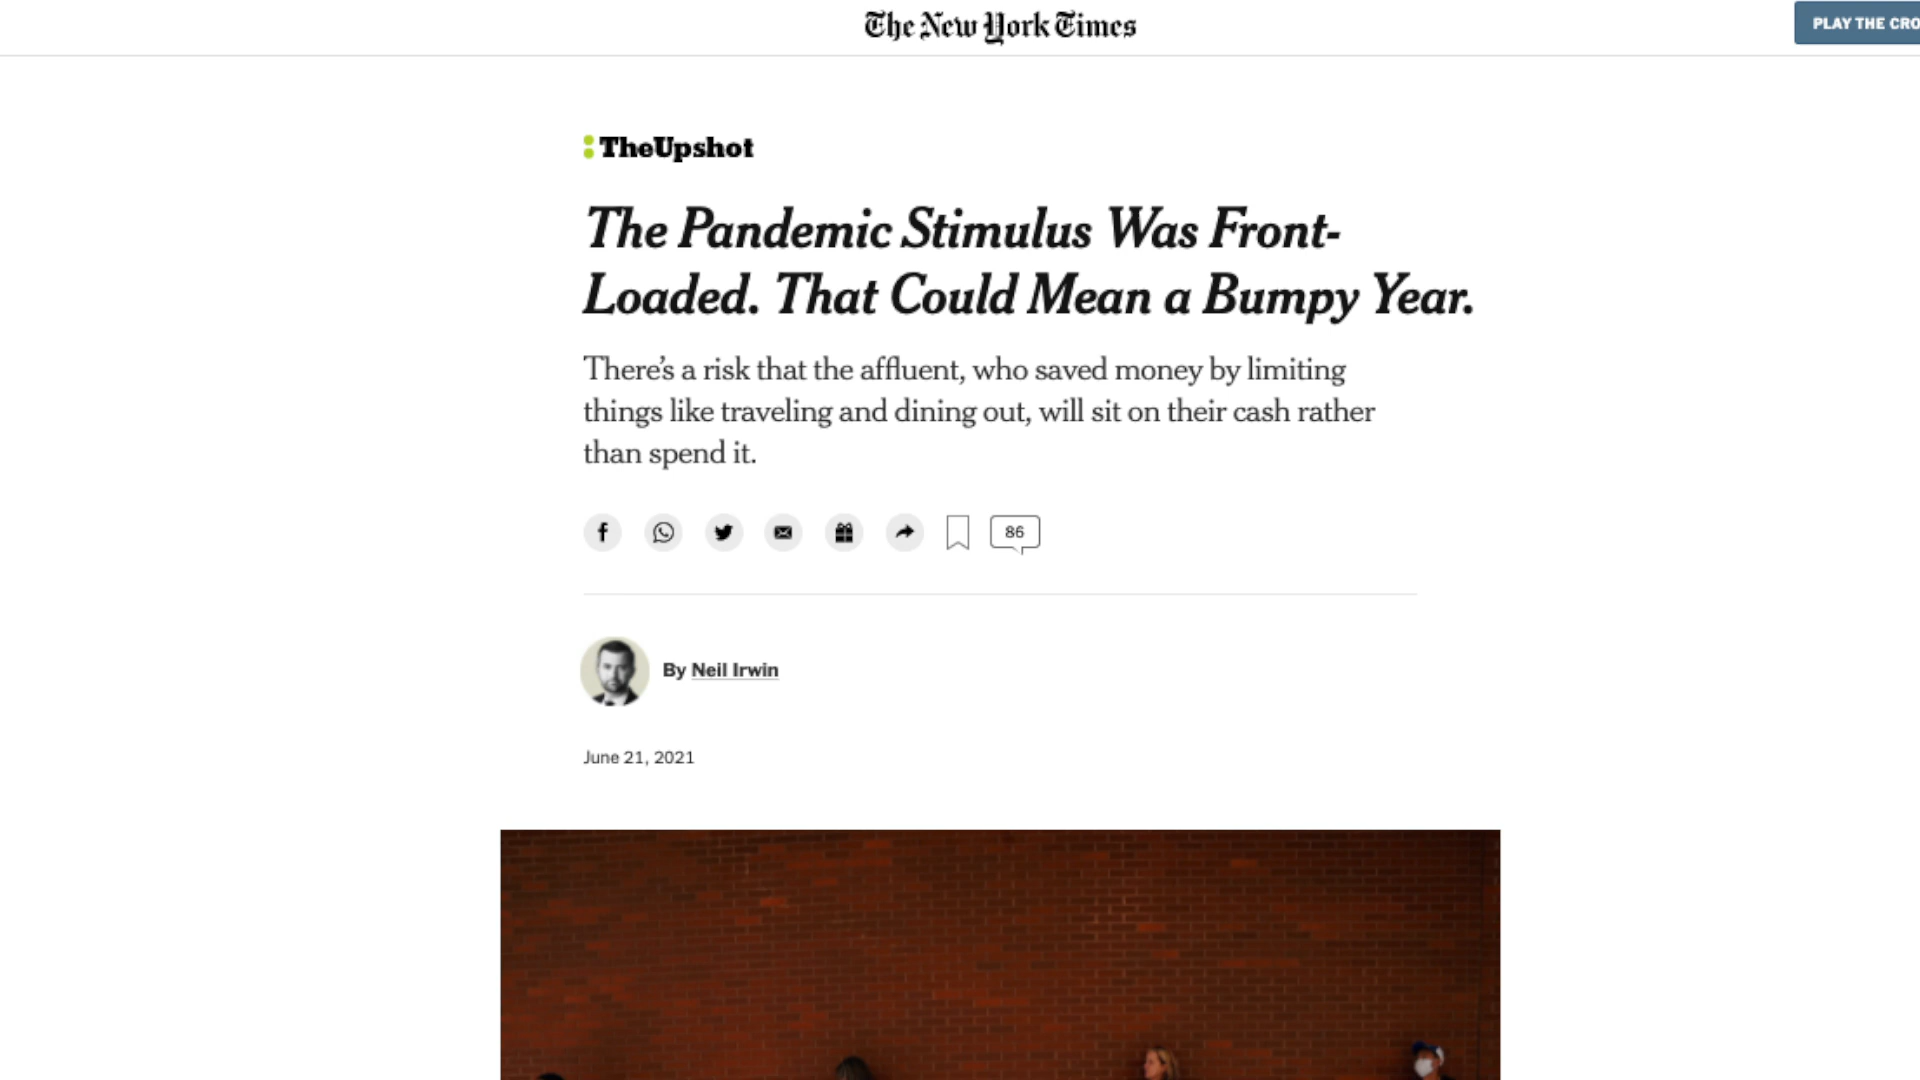 The New York Times
PLAY THE CRO
TheUpshot
The Pandemic Stimulus Was Front-
Loaded. That Could Mean a Bumpy Year.
There's a risk that the affluent, who saved money by limiting
things like traveling and dining out, will sit on their cash rather
than spend it.
86
By Neil Irwin
June 21, 2021